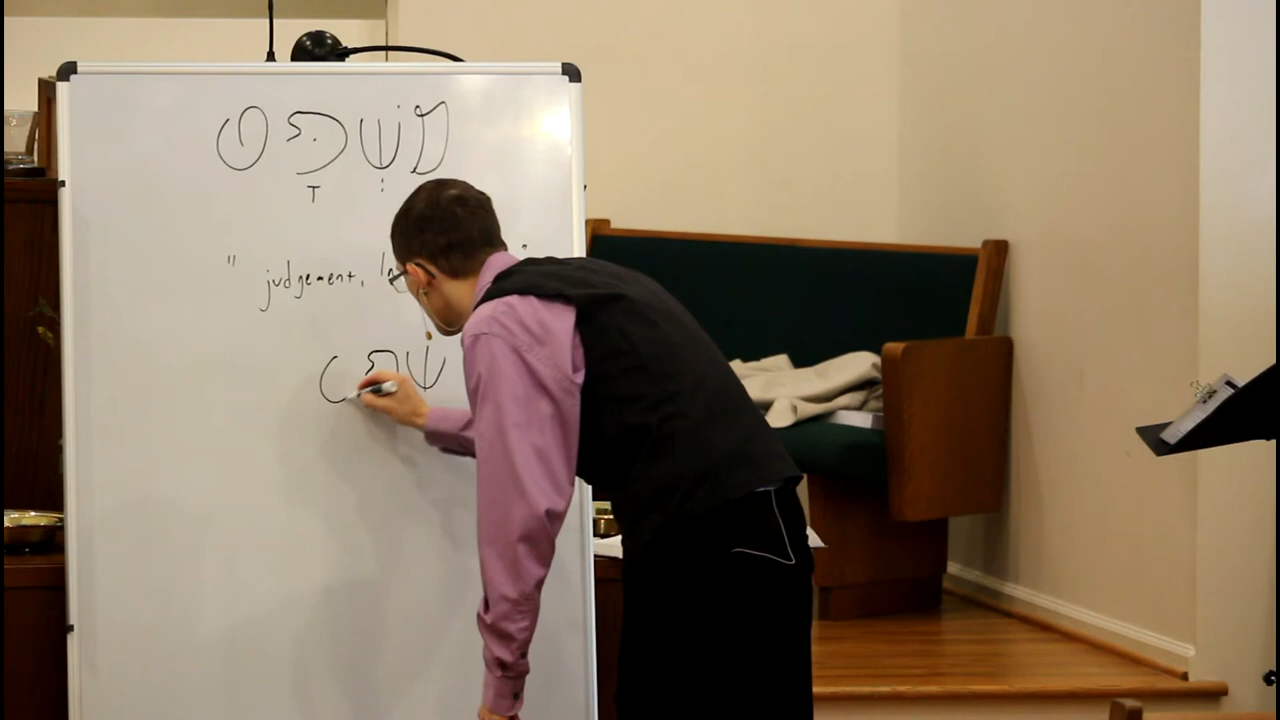 משְׁפָּט
" judgement, "
שׁפ